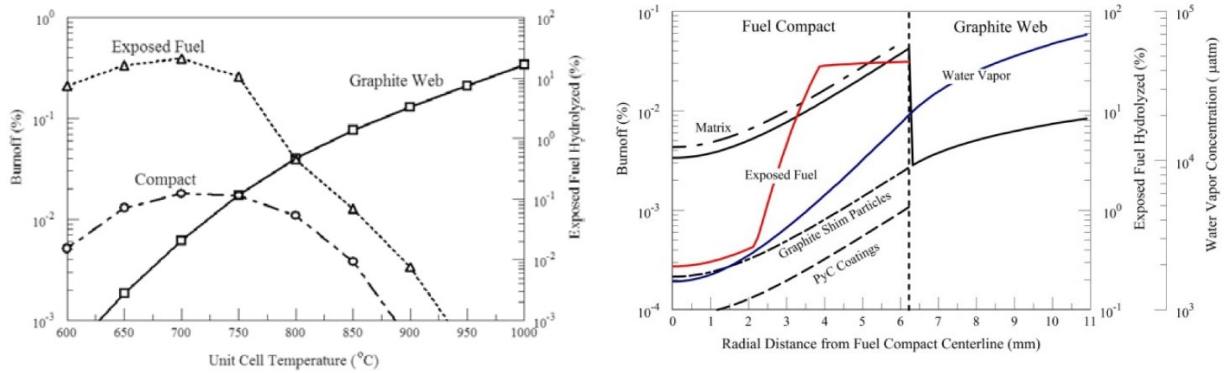 Exposed Fuel
Graphite Web
Compact
Burnoff (%)
10^0
10^-1
10^-2
10^-3
600 650 700 750 800 850 900 950 1000
Unit Cell Temperature (°C)
10^2
10^1
10^0
10^-1
10^-2
10^-3
Exposed Fuel Hydrolyzed (%)
Fuel Compact
Graphite Web
Water Vapor
Matrix
Exposed Fuel
Graphite Shim Particles
PyC Coatings
Burnoff (%)
10^-1
10^-2
10^-3
10^-4
0 1 2 3 4 5 6 7 8 9 10 11
Radial Distance from Fuel Compact Centerline (mm)
10^2
10^1
10^0
10^-1
Exposed Fuel Hydrolyzed (%)
10^5
10^4
10^3
Water Vapor Concentration ( µatm)